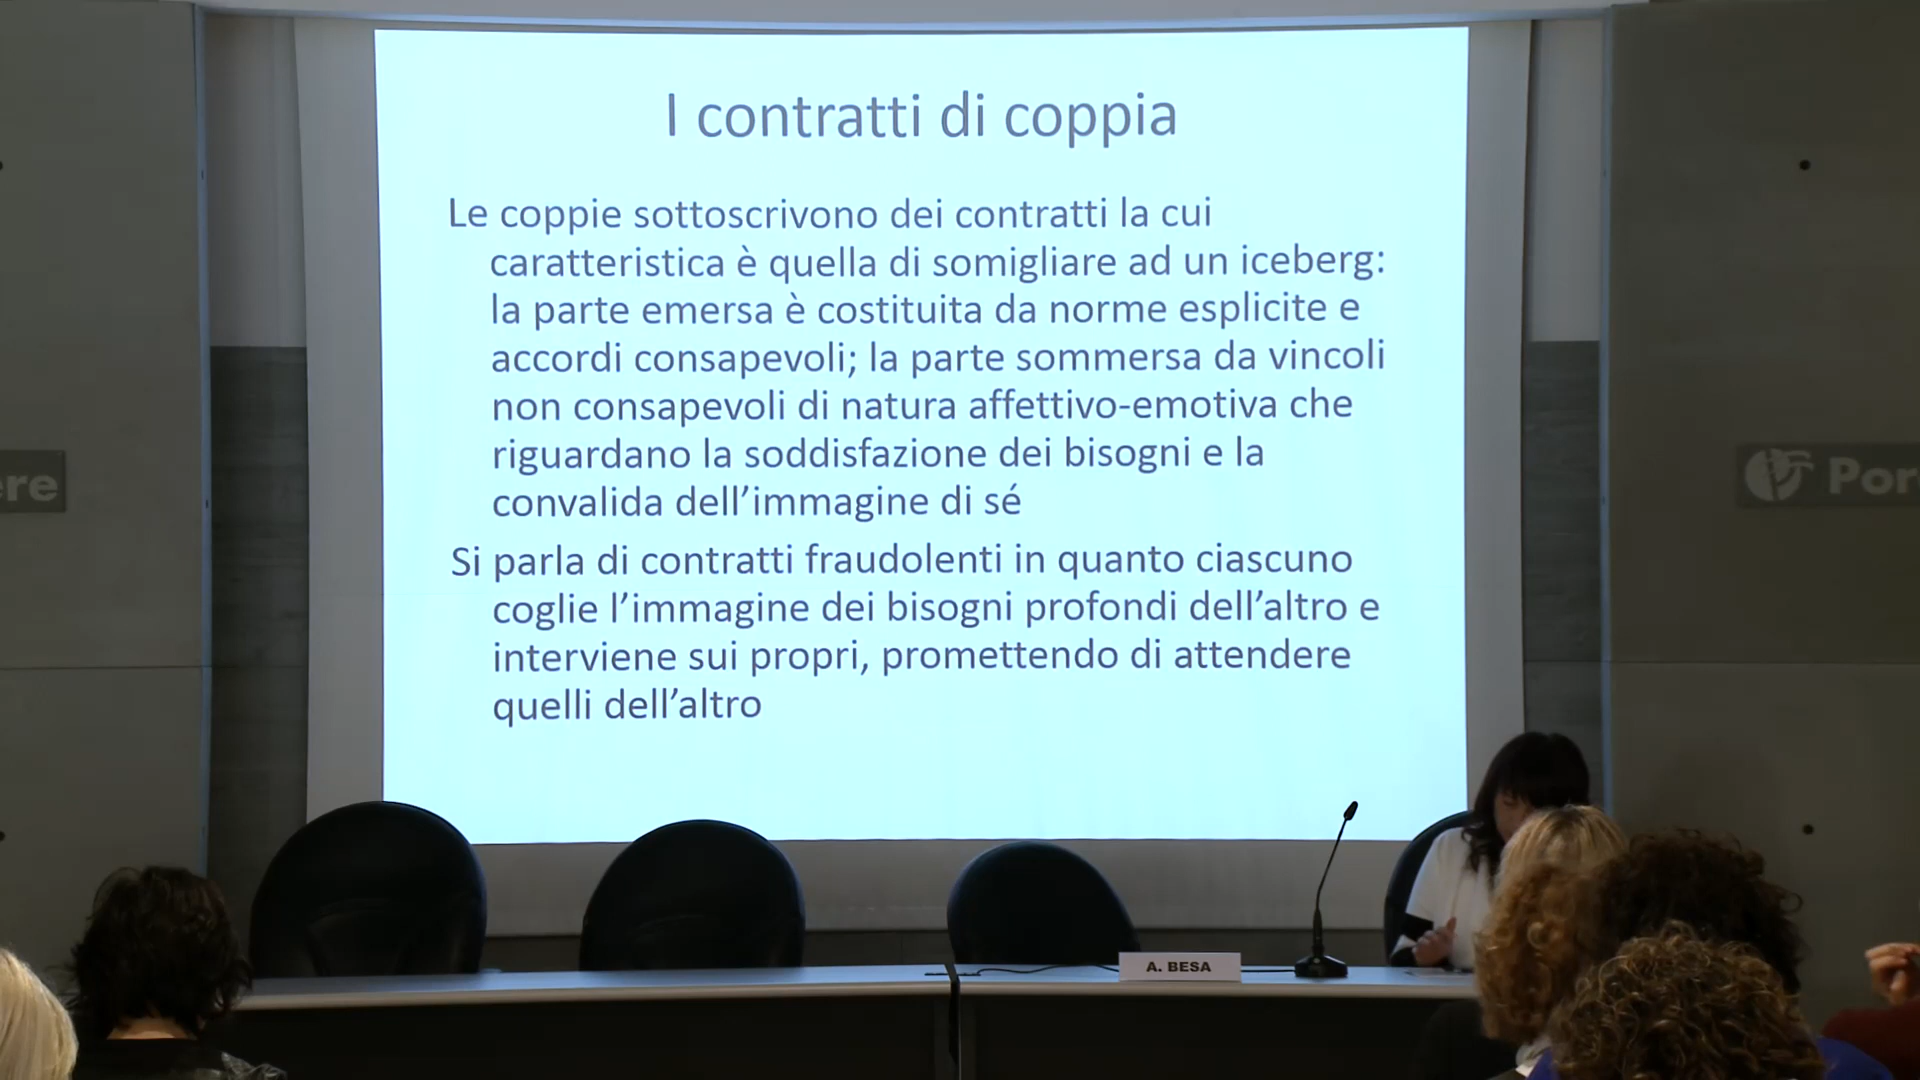 I contratti di coppia
Le coppie sottoscrivono dei contratti la cui
caratteristica è quella di somigliare ad un iceberg:
la parte emersa è costituita da norme esplicite e
accordi consapevoli; la parte sommersa da vincoli
non consapevoli di natura affettivo-emotiva che
riguardano la soddisfazione dei bisogni e la
convalida dell’immagine di sé
Si parla di contratti fraudolenti in quanto ciascuno
coglie l’immagine dei bisogni profondi dell’altro e
interviene sui propri, promettendo di attendere
quelli dell’altro
ere
Por
A. BESA